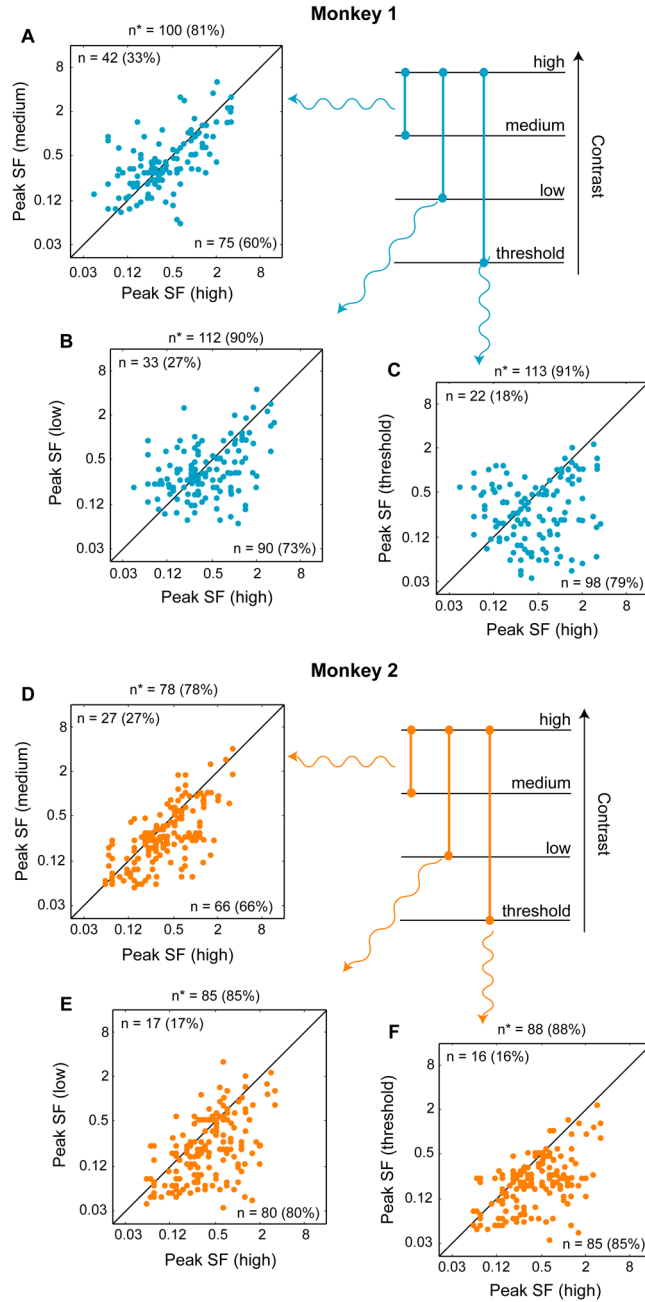 Monkey 1
A
n* = 100 (81%)
n = 42 (33%)
8
2
0.5
0.12
0.03
Peak SF (medium)
n = 75 (60%)
0.03 0.12 0.5 2 8
Peak SF (high)
high
medium
low
threshold
Contrast
B
n* = 112 (90%)
n = 33 (27%)
8
2
0.5
0.12
0.03
Peak SF (low)
n = 90 (73%)
0.03 0.12 0.5 2 8
Peak SF (high)
C
n* = 113 (91%)
n = 22 (18%)
8
2
0.5
0.12
0.03
Peak SF (threshold)
n = 98 (79%)
0.03 0.12 0.5 2 8
Peak SF (high)
Monkey 2
D
n* = 78 (78%)
n = 27 (27%)
8
2
0.5
0.12
0.03
Peak SF (medium)
n = 66 (66%)
0.03 0.12 0.5 2 8
Peak SF (high)
high
medium
low
threshold
Contrast
E
n* = 85 (85%)
n = 17 (17%)
8
2
0.5
0.12
0.03
Peak SF (low)
n = 80 (80%)
0.03 0.12 0.5 2 8
Peak SF (high)
F
n* = 88 (88%)
n = 16 (16%)
8
2
0.5
0.12
0.03
Peak SF (threshold)
n = 85 (85%)
0.03 0.12 0.5 2 8
Peak SF (high)